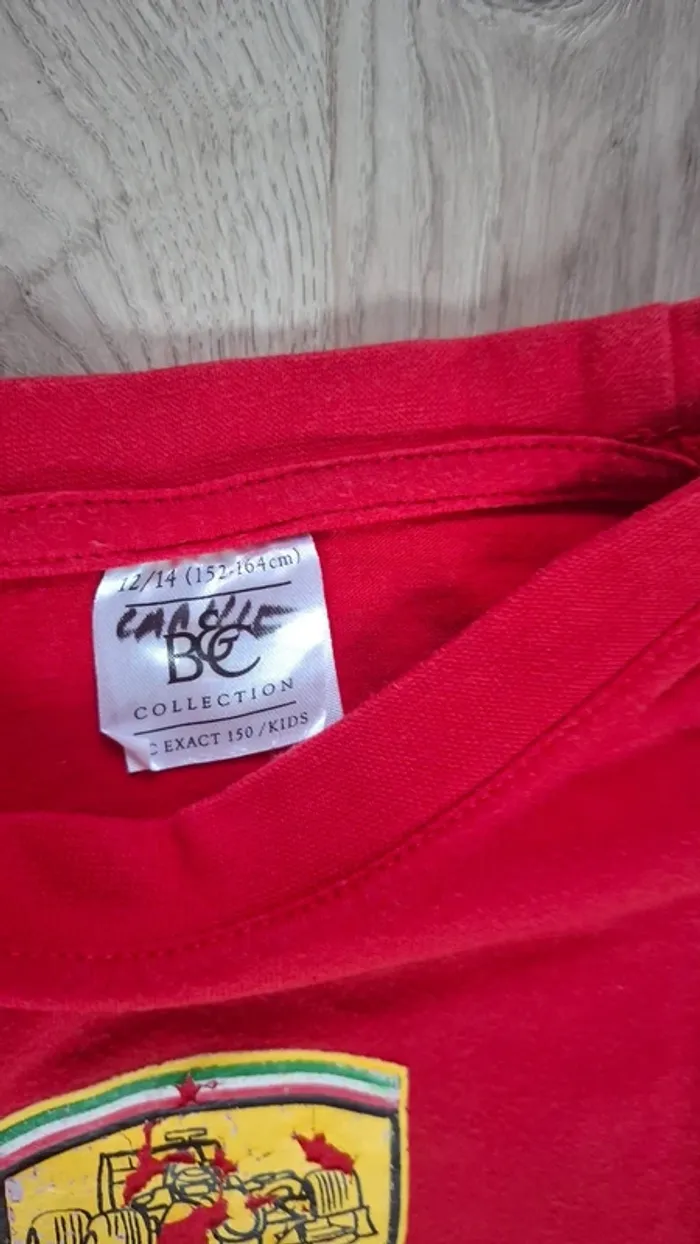 12/14 (152-164cm)
B&C
COLLECTION
C EXACT 150 / KIDS